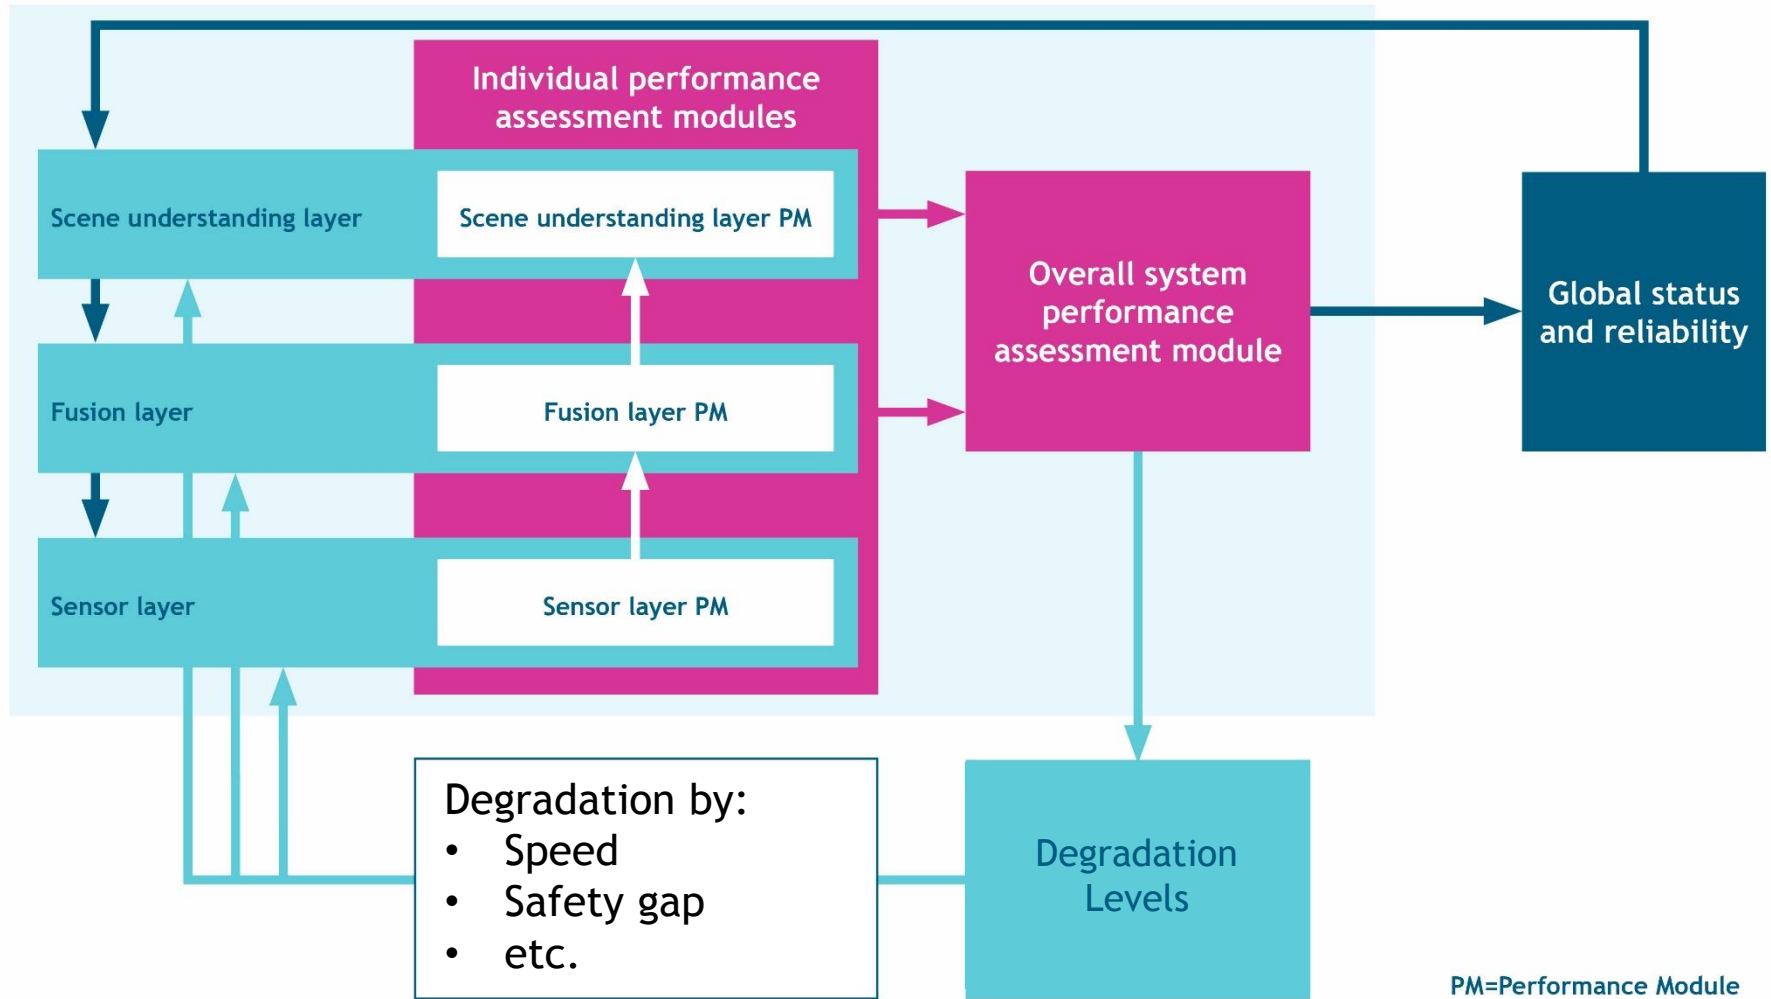 Individual performance
assessment modules
Scene understanding layer
Scene understanding layer PM
Fusion layer
Fusion layer PM
Sensor layer
Sensor layer PM
Overall system
performance
assessment module
Global status
and reliability
Degradation by:
• Speed
• Safety gap
• etc.
Degradation
Levels
PM=Performance Module